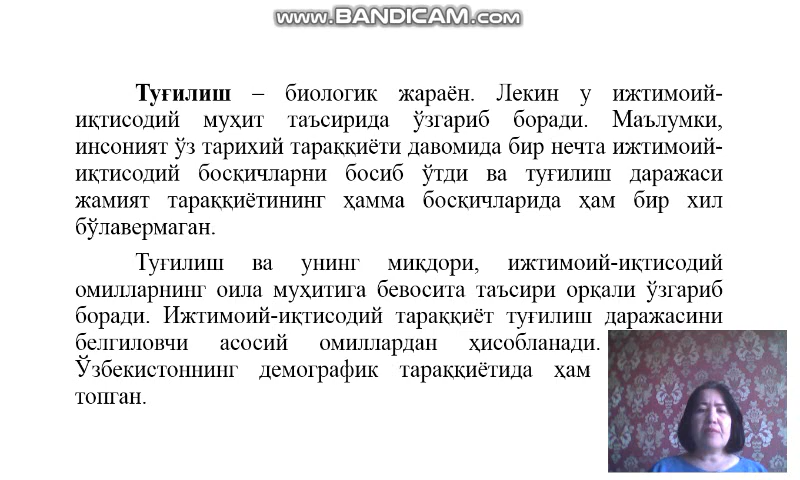 WWW.BANDICAM.COM
Туғилиш – биологик жараён. Лекин у ижтимоий-
иқтисодий муҳит таъсирида ўзгариб боради. Маълумки,
инсоният ўз тарихий тараққиёти давомида бир нечта ижтимоий-
иқтисодий босқичларни босиб ўтди ва туғилиш даражаси
жамият тараққиётининг ҳамма босқичларида ҳам бир хил
бўлавермаган.
Туғилиш ва унинг миқдори, ижтимоий-иқтисодий
омилларнинг оила муҳитига бевосита таъсири орқали ўзгариб
боради. Ижтимоий-иқтисодий тараққиёт туғилиш даражасини
белгиловчи асосий омиллардан ҳисобланади.
Ўзбекистоннинг демографик тараққиётида ҳам
топган.